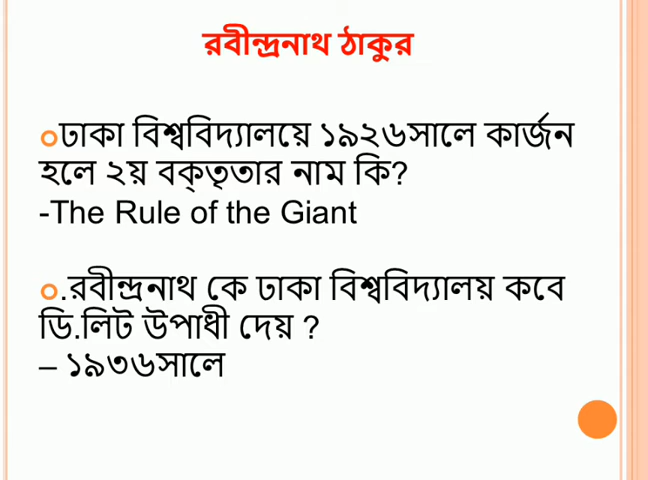 রবীন্দ্রনাথ ঠাকুর
ঢাকা বিশ্ববিদ্যালয়ে ১৯২৬সালে কার্জন
হলে ২য় বক্তৃতার নাম কি?
-The Rule of the Giant
.রবীন্দ্রনাথ কে ঢাকা বিশ্ববিদ্যালয় কবে
ডি.লিট উপাধী দেয় ?
– ১৯৩৬সালে